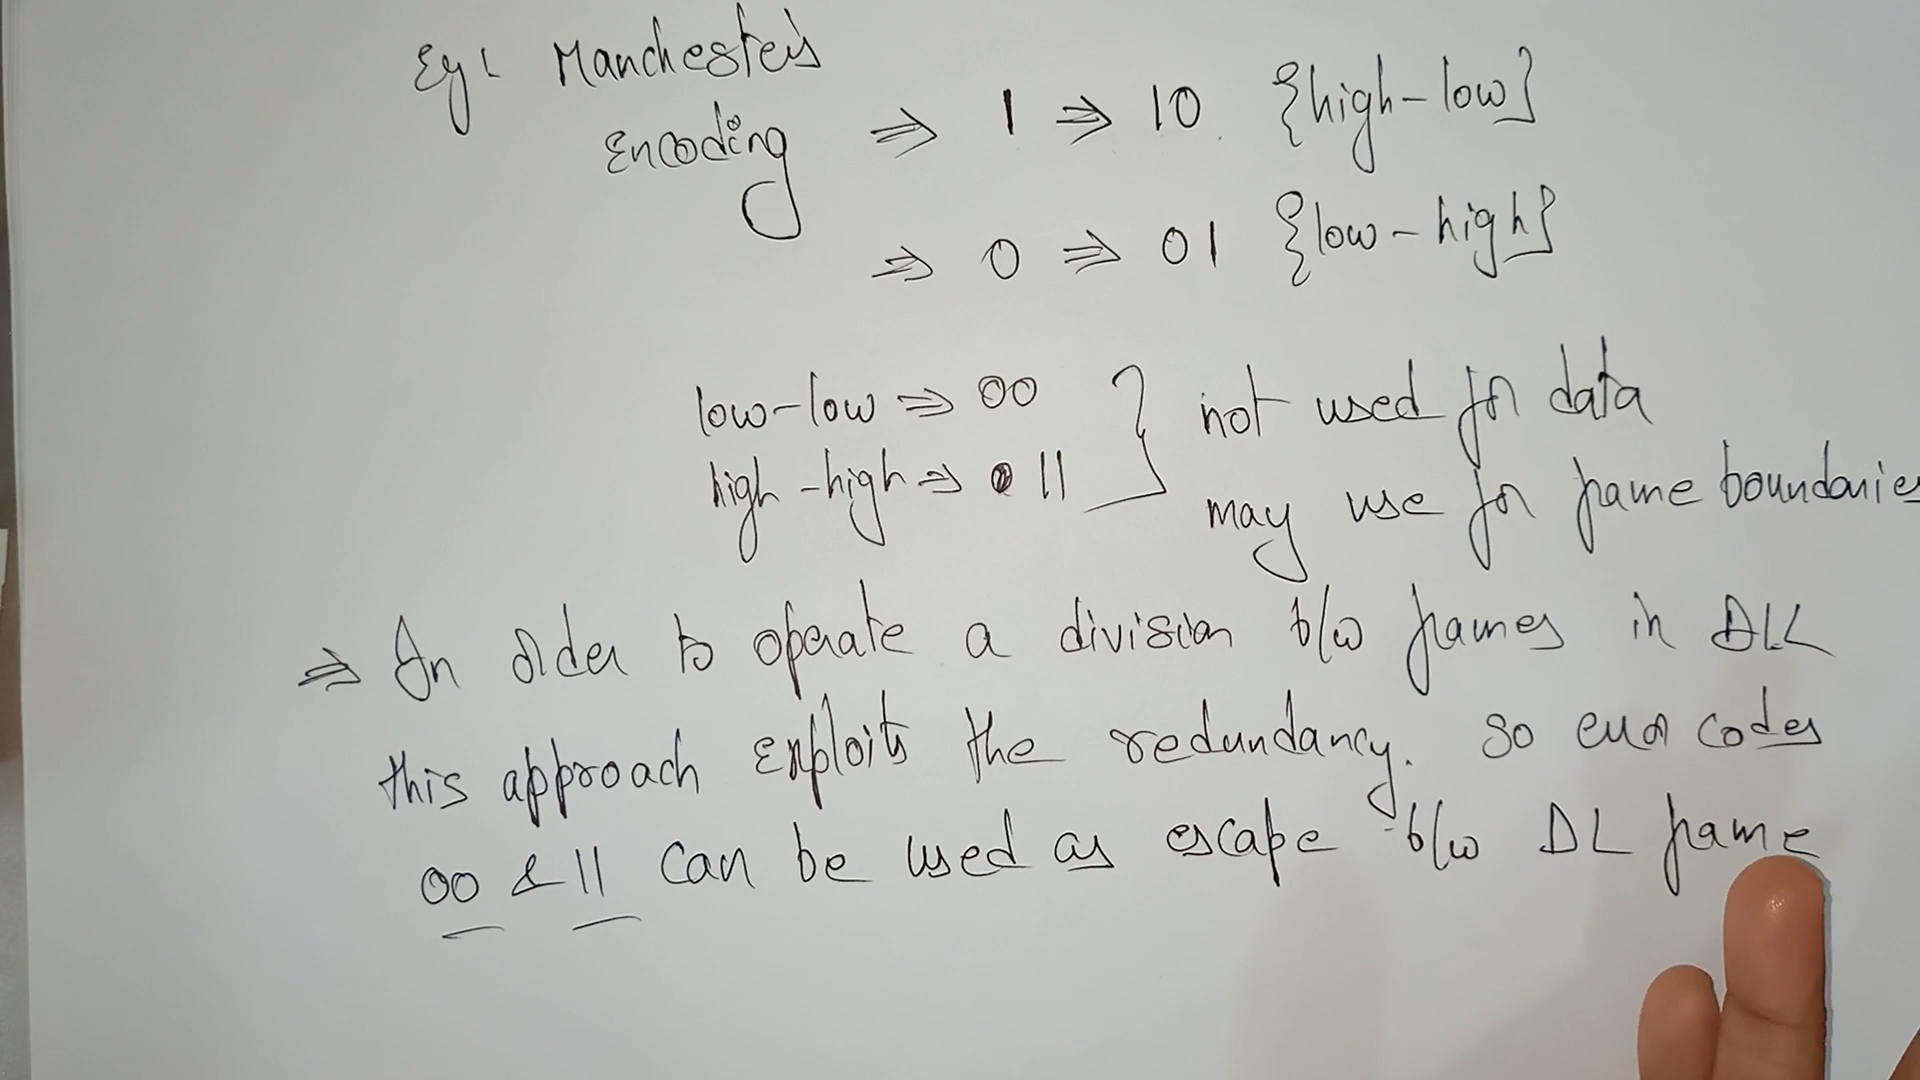 Eg: Manchester's
Encoding ⇒ 1 ⇒ 10 {high-low}
⇒ 0 ⇒ 01 {low-high}
low-low ⇒ 00 } not used for data
high-high ⇒ 11 may use for frame boundaries
⇒ In order to operate a division b/w frames in DLL
this approach exploits the redundancy. So codes
00 & 11 can be used as escape b/w DL frame